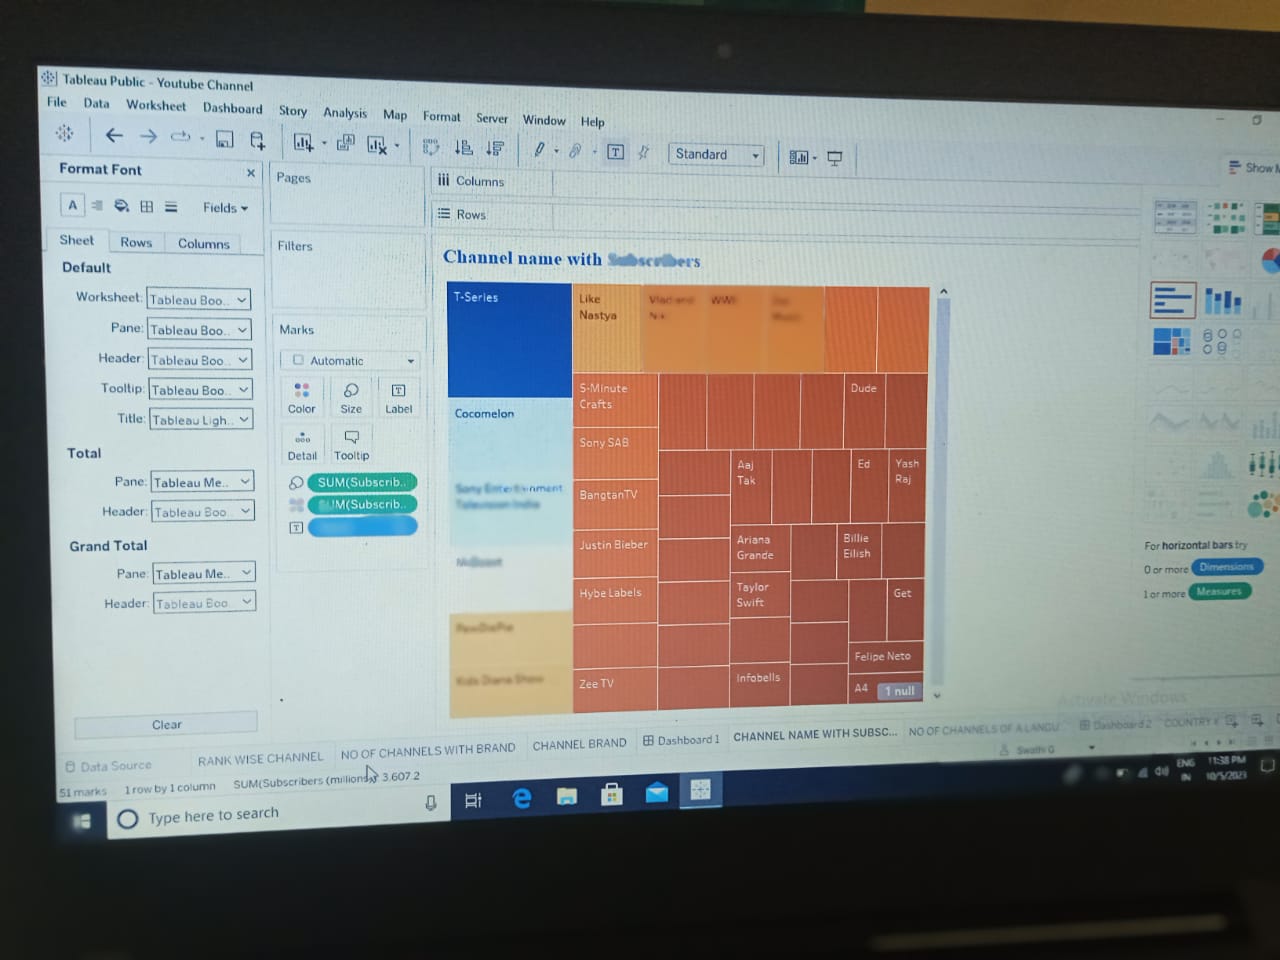 Tableau Public - Youtube Channel
File Data Worksheet Dashboard Story Analysis Map Format Server Window Help
Standard
Show M
Format Font
Fields
Sheet Rows Columns
Default
Worksheet: Tableau Boo..
Pane: Tableau Boo..
Header: Tableau Boo..
Tooltip: Tableau Boo..
Title: Tableau Ligh..
Total
Pane: Tableau Me..
Header: Tableau Boo..
Grand Total
Pane: Tableau Me..
Header: Tableau Boo..
Clear
Pages
Filters
Marks
Automatic
Color Size Label
Detail Tooltip
SUM(Subscrib..
SUM(Subscrib..
Columns
Rows
Channel name with Subscribers
T-Series
Cocomelon
Sony Entertainment
Television India
PewDiePie
Kids Diana Show
Like
Nastya
Vlad and
WWE
5-Minute
Crafts
Sony SAB
BangtanTV
Justin Bieber
Hybe Labels
Zee TV
Dude
Aaj
Tak
Ed
Yash
Raj
Ariana
Grande
Billie
Eilish
Taylor
Swift
Get
Felipe Neto
Infobells
A4
1 null
For horizontal bars try
0 or more Dimensions
1 or more Measures
Activate Windows
Data Source RANK WISE CHANNEL NO OF CHANNELS WITH BRAND CHANNEL BRAND Dashboard 1 CHANNEL NAME WITH SUBSC... NO OF CHANNELS OF A LANGU Dashboard 2 COUNTRY
51 marks 1 row by 1 column SUM(Subscribers (millions)): 3,607.2
Swathi G
Type here to search
ENG
IN
11:38 PM
10/5/2023